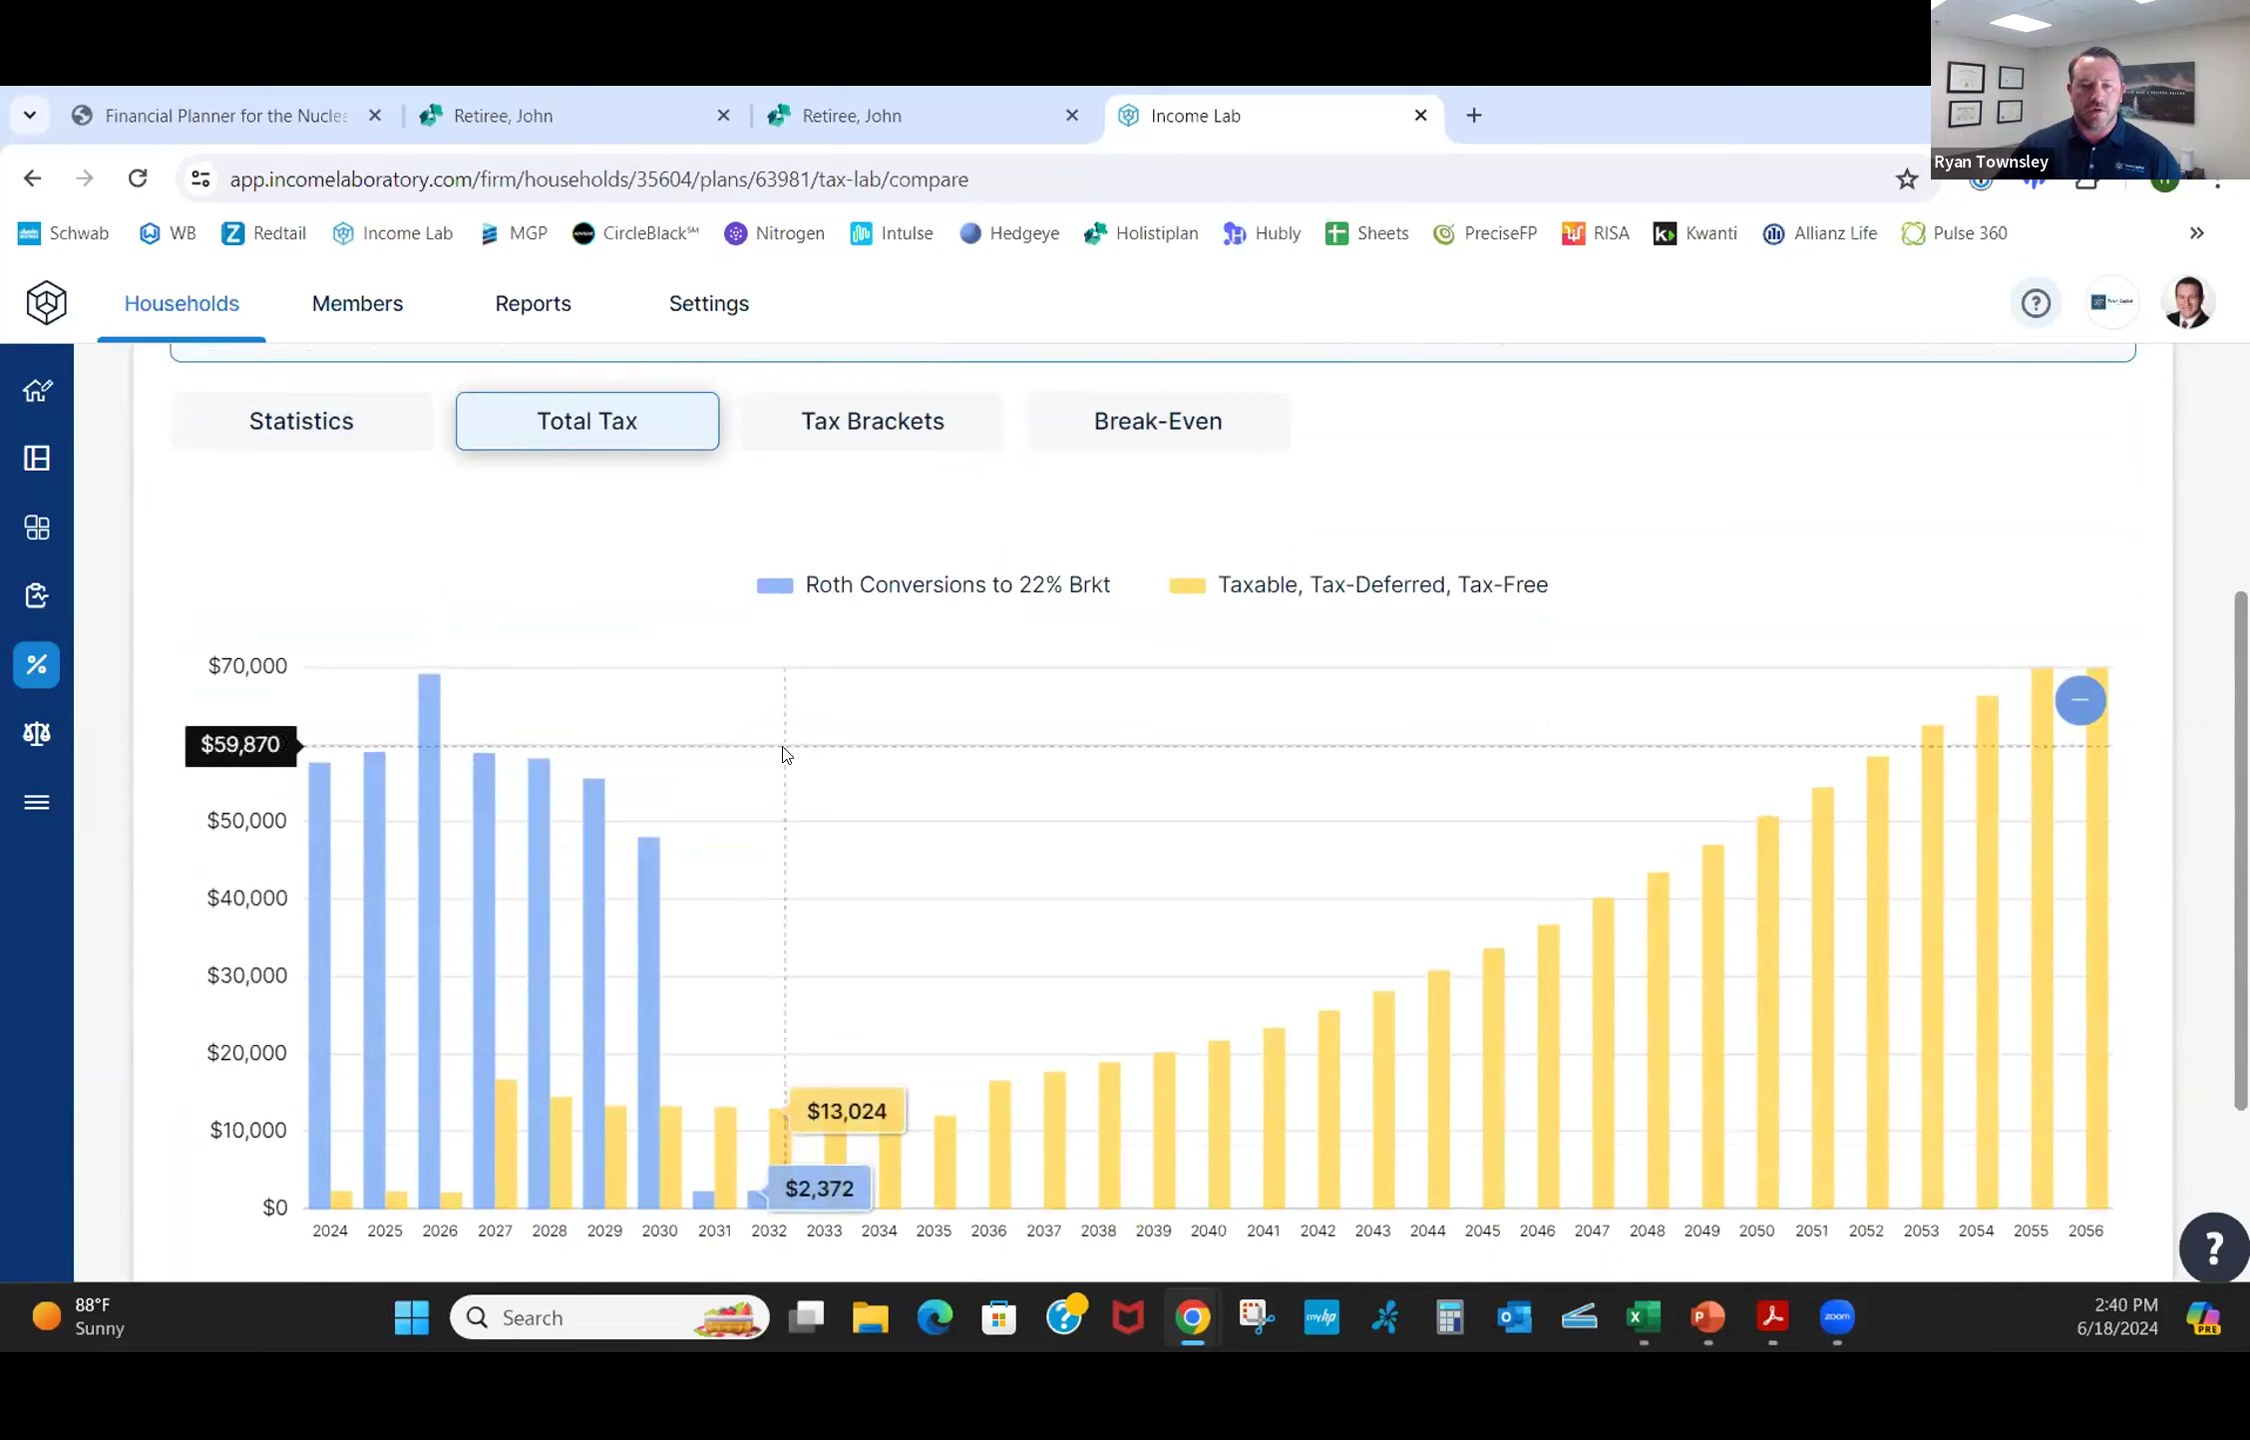 Financial Planner for the Nucle
Retiree, John
Retiree, John
Income Lab
Ryan Townsley
app.incomelaboratory.com/firm/households/35604/plans/63981/tax-lab/compare
Schwab WB Redtail Income Lab MGP CircleBlack℠ Nitrogen Intulse Hedgeye Holistiplan Hubly Sheets PreciseFP RISA Kwanti Allianz Life Pulse 360
Households Members Reports Settings
Statistics Total Tax Tax Brackets Break-Even
Roth Conversions to 22% Brkt Taxable, Tax-Deferred, Tax-Free
$70,000
$59,870
$50,000
$40,000
$30,000
$20,000
$13,024
$10,000
$2,372
$0
2024 2025 2026 2027 2028 2029 2030 2031 2032 2033 2034 2035 2036 2037 2038 2039 2040 2041 2042 2043 2044 2045 2046 2047 2048 2049 2050 2051 2052 2053 2054 2055 2056
88°F
Sunny
Search
myhp
zoom
PRE
2:40 PM
6/18/2024